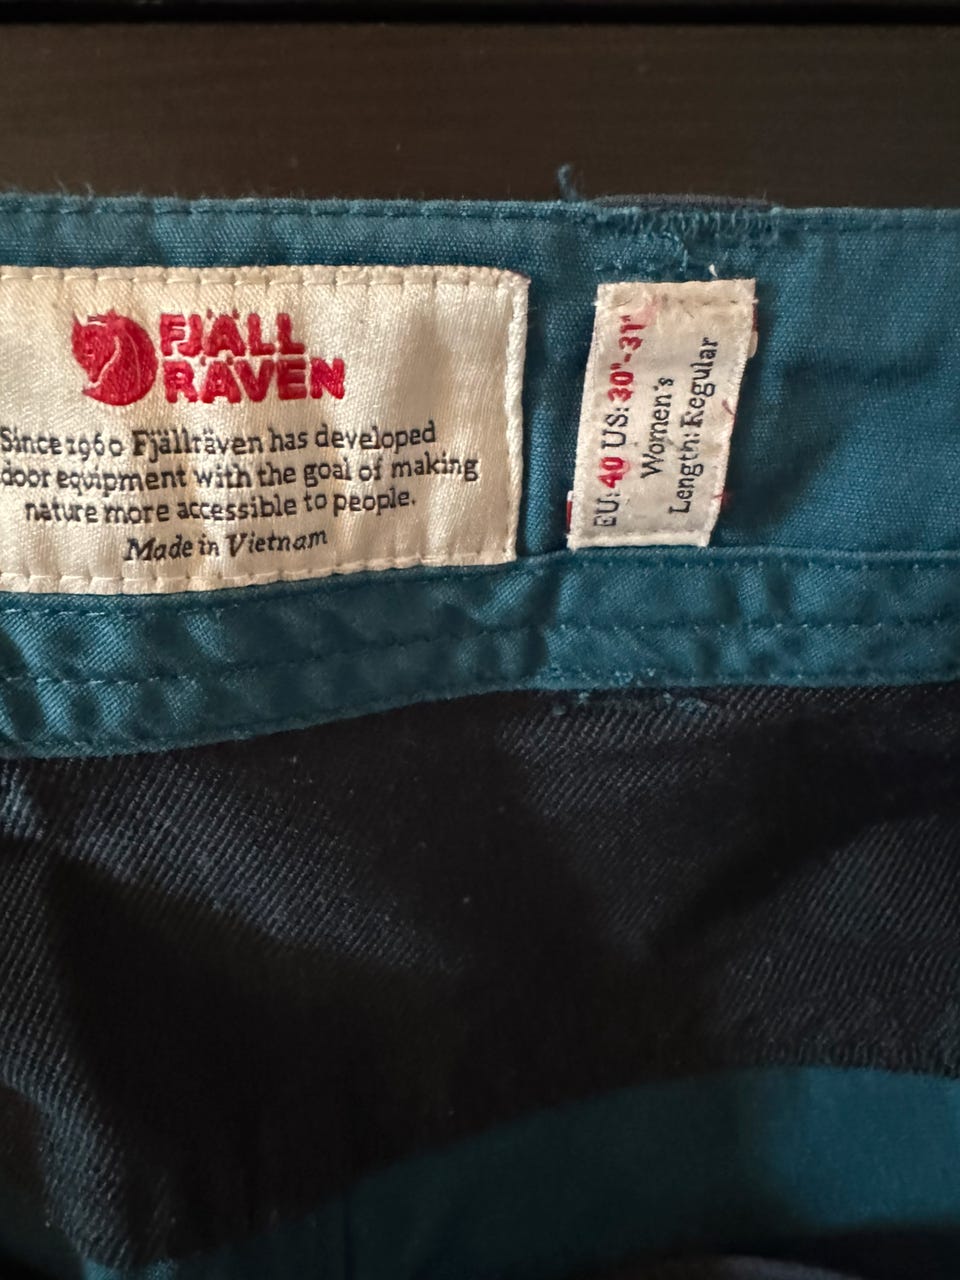 FJÄLL
RÄVEN
Since 1960 Fjällräven has developed
door equipment with the goal of making
nature more accessible to people.
Made in Vietnam
EU: 40 US: 30"-31"
Women's
Length: Regular